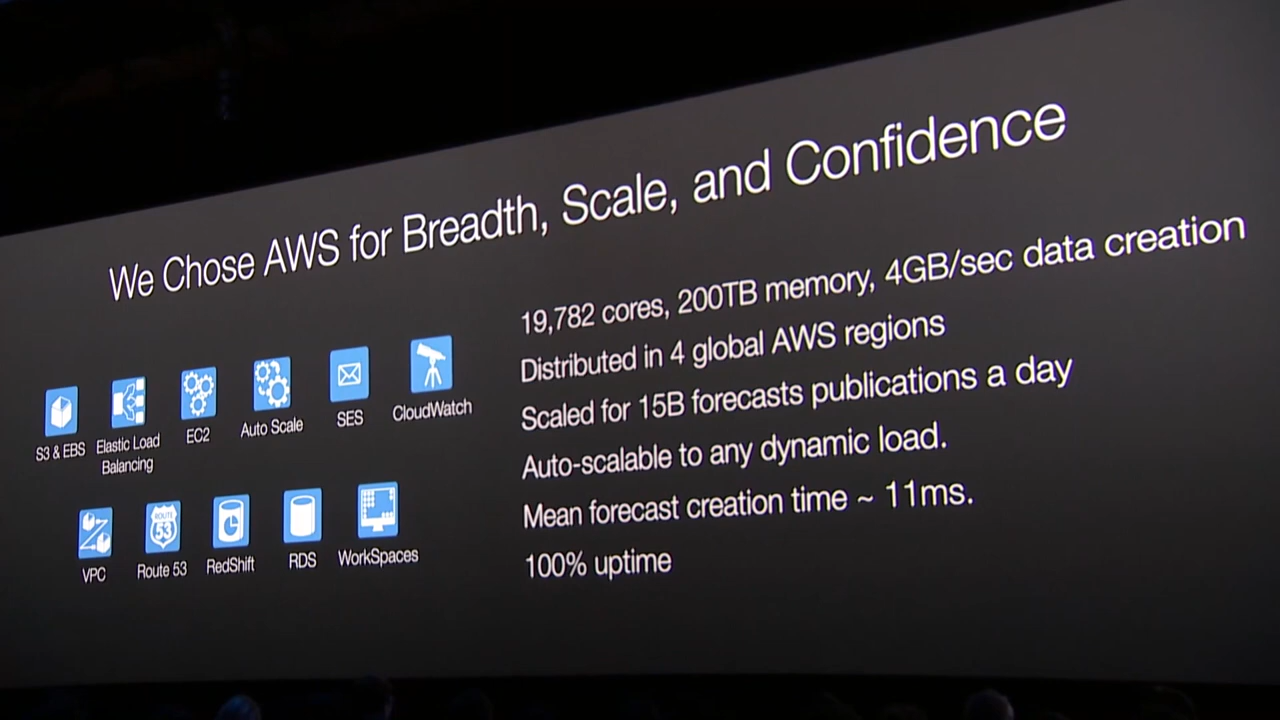 We Chose AWS for Breadth, Scale, and Confidence
S3 & EBS
Elastic Load
Balancing
EC2
Auto Scale
SES
CloudWatch
VPC
ROUTE
53
Route 53
RedShift
RDS
WorkSpaces
19,782 cores, 200TB memory, 4GB/sec data creation
Distributed in 4 global AWS regions
Scaled for 15B forecasts publications a day
Auto-scalable to any dynamic load.
Mean forecast creation time ~ 11ms.
100% uptime